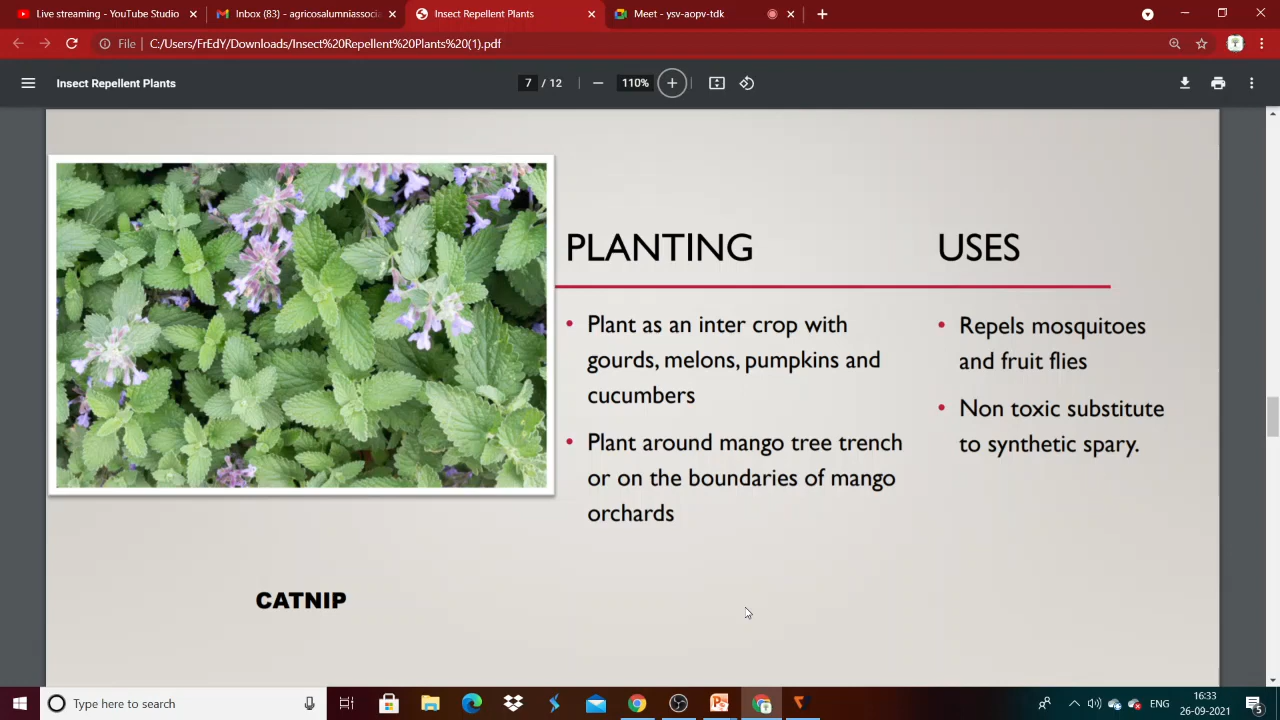 Live streaming - YouTube Studio
Inbox (83) - agricosalumniassocia
Insect Repellent Plants
Meet - ysv-aopv-tdk
File
C:/Users/FrEdY/Downloads/Insect%20Repellent%20Plants%20(1).pdf
Insect Repellent Plants
7 / 12
110%
PLANTING
USES
• Plant as an inter crop with
gourds, melons, pumpkins and
cucumbers
• Plant around mango tree trench
or on the boundaries of mango
orchards
• Repels mosquitoes
and fruit flies
• Non toxic substitute
to synthetic spary.
CATNIP
Type here to search
ENG
16:33
26-09-2021
5